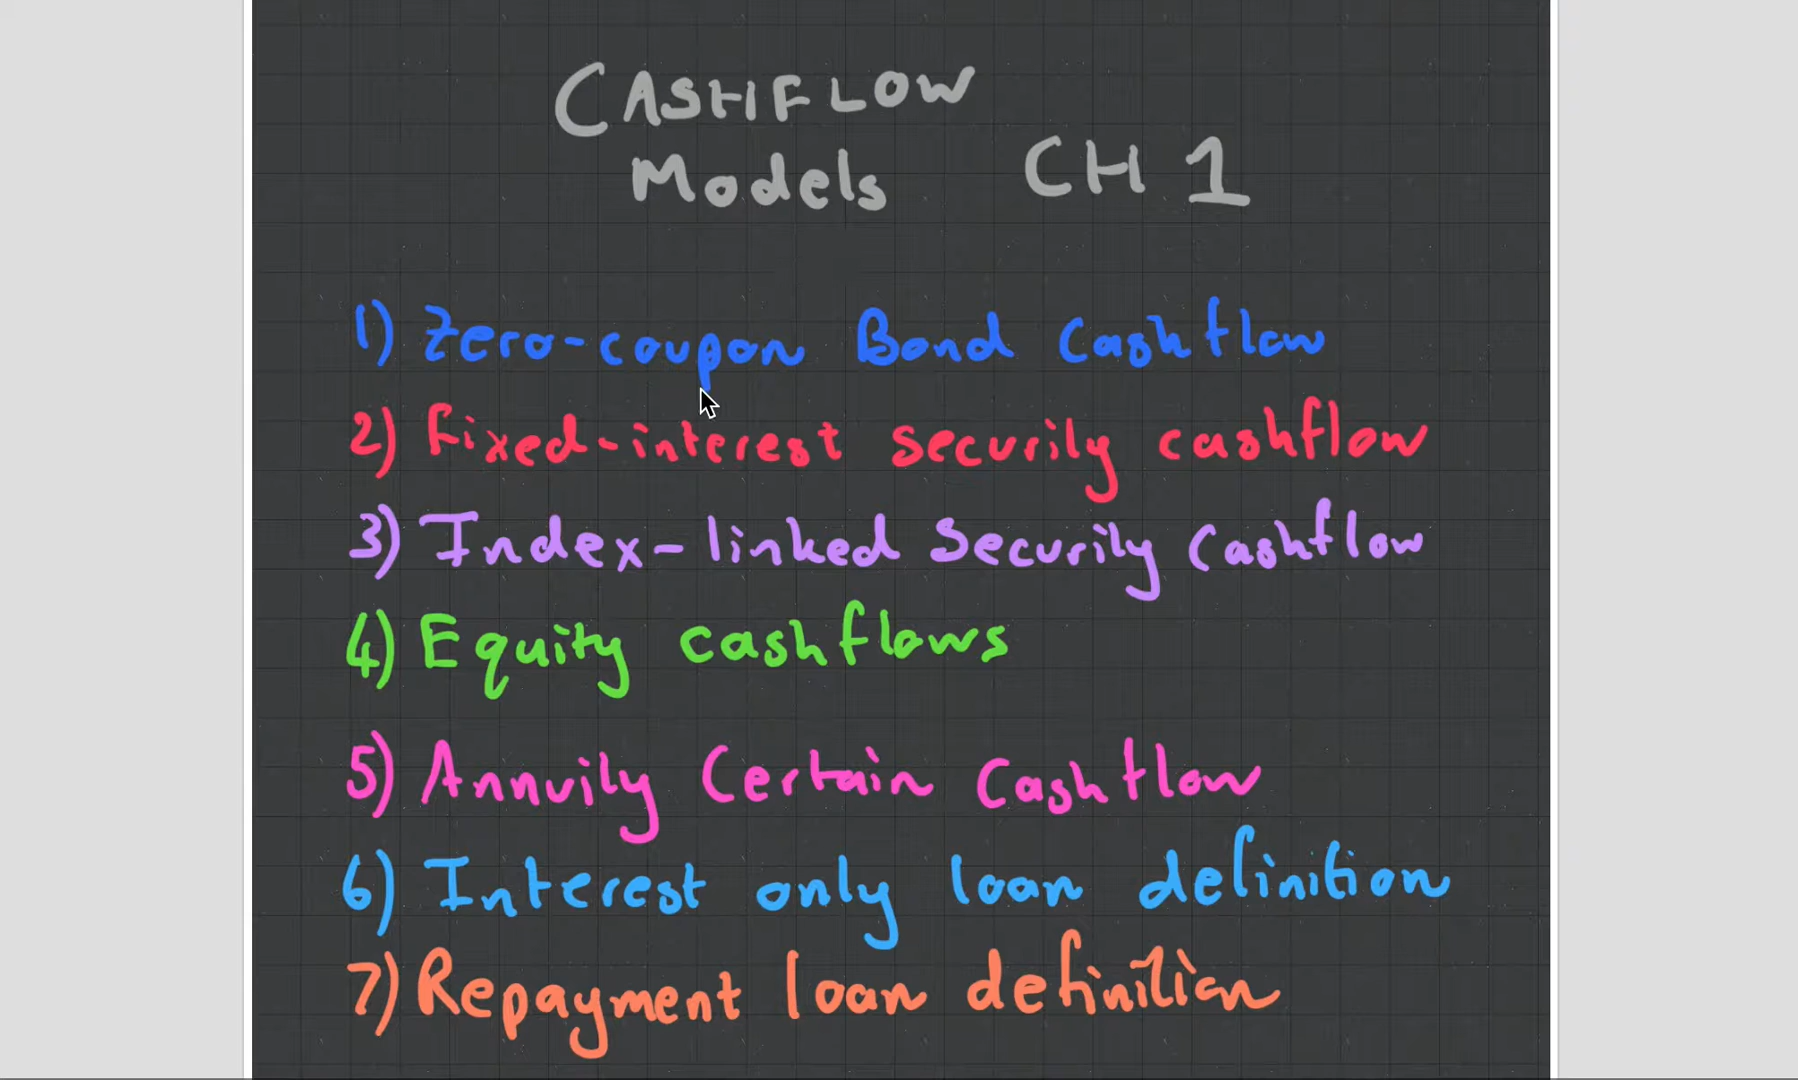 CASHFLOW
Models CH 1
1) Zero-coupon Bond Cashflow
2) Fixed-interest security cashflow
3) Index-linked Security Cashflow
4) Equity cashflows
5) Annuity Certain Cashflow
6) Interest only loan definition
7) Repayment loan definition